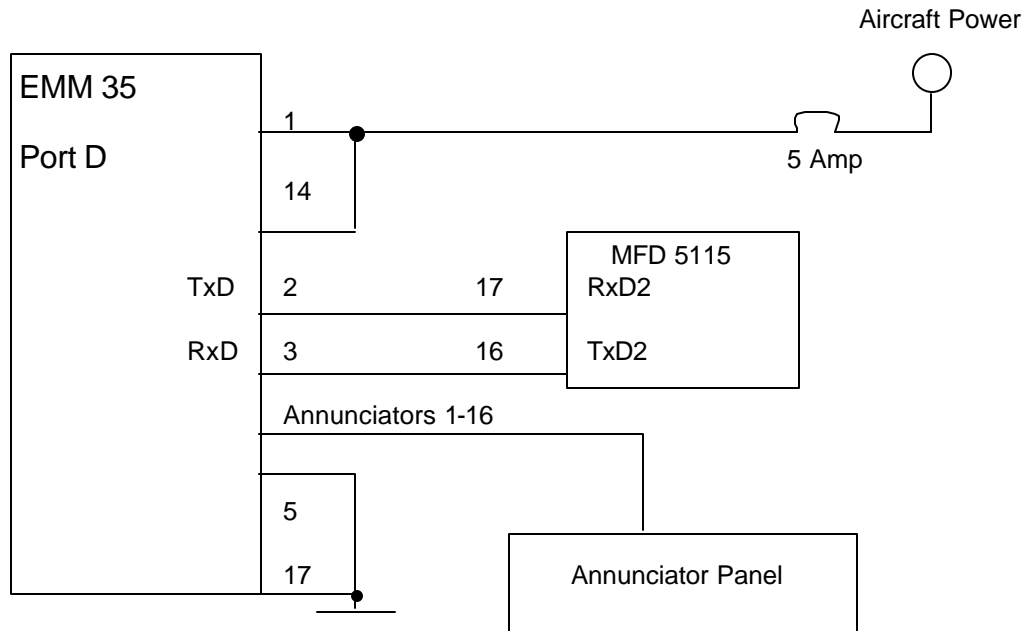 Aircraft Power
EMM 35
1
Port D
5 Amp
14
MFD 5115
TxD 2 17 RxD2
RxD 3 16 TxD2
Annunciators 1-16
5
17
Annunciator Panel